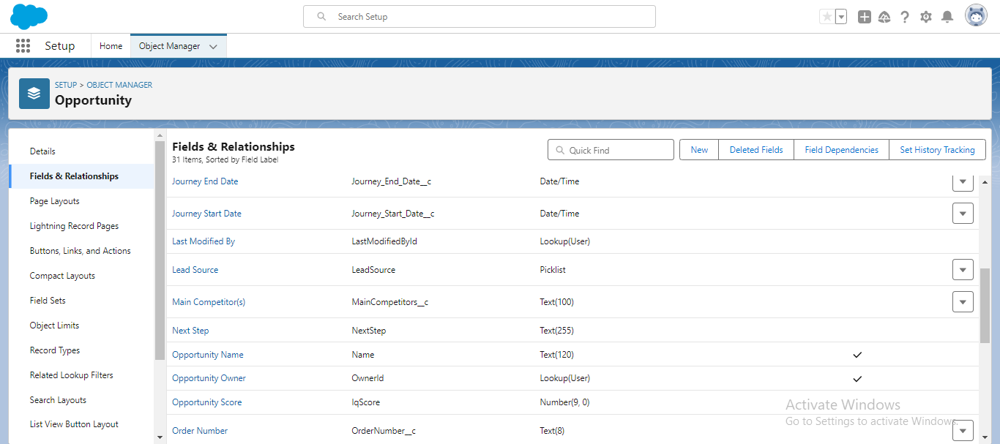 Search Setup
Setup
Home
Object Manager
SETUP > OBJECT MANAGER
Opportunity
Details
Fields & Relationships
Page Layouts
Lightning Record Pages
Buttons, Links, and Actions
Compact Layouts
Field Sets
Object Limits
Record Types
Related Lookup Filters
Search Layouts
List View Button Layout
Fields & Relationships
31 Items, Sorted by Field Label
Quick Find
New
Deleted Fields
Field Dependencies
Set History Tracking
Journey End Date Journey_End_Date__c Date/Time
Journey Start Date Journey_Start_Date__c Date/Time
Last Modified By LastModifiedById Lookup(User)
Lead Source LeadSource Picklist
Main Competitor(s) MainCompetitors__c Text(100)
Next Step NextStep Text(255)
Opportunity Name Name Text(120)
Opportunity Owner OwnerId Lookup(User)
Opportunity Score IqScore Number(9, 0)
Order Number OrderNumber__c Text(8)
Activate Windows
Go to Settings to activate Windows.